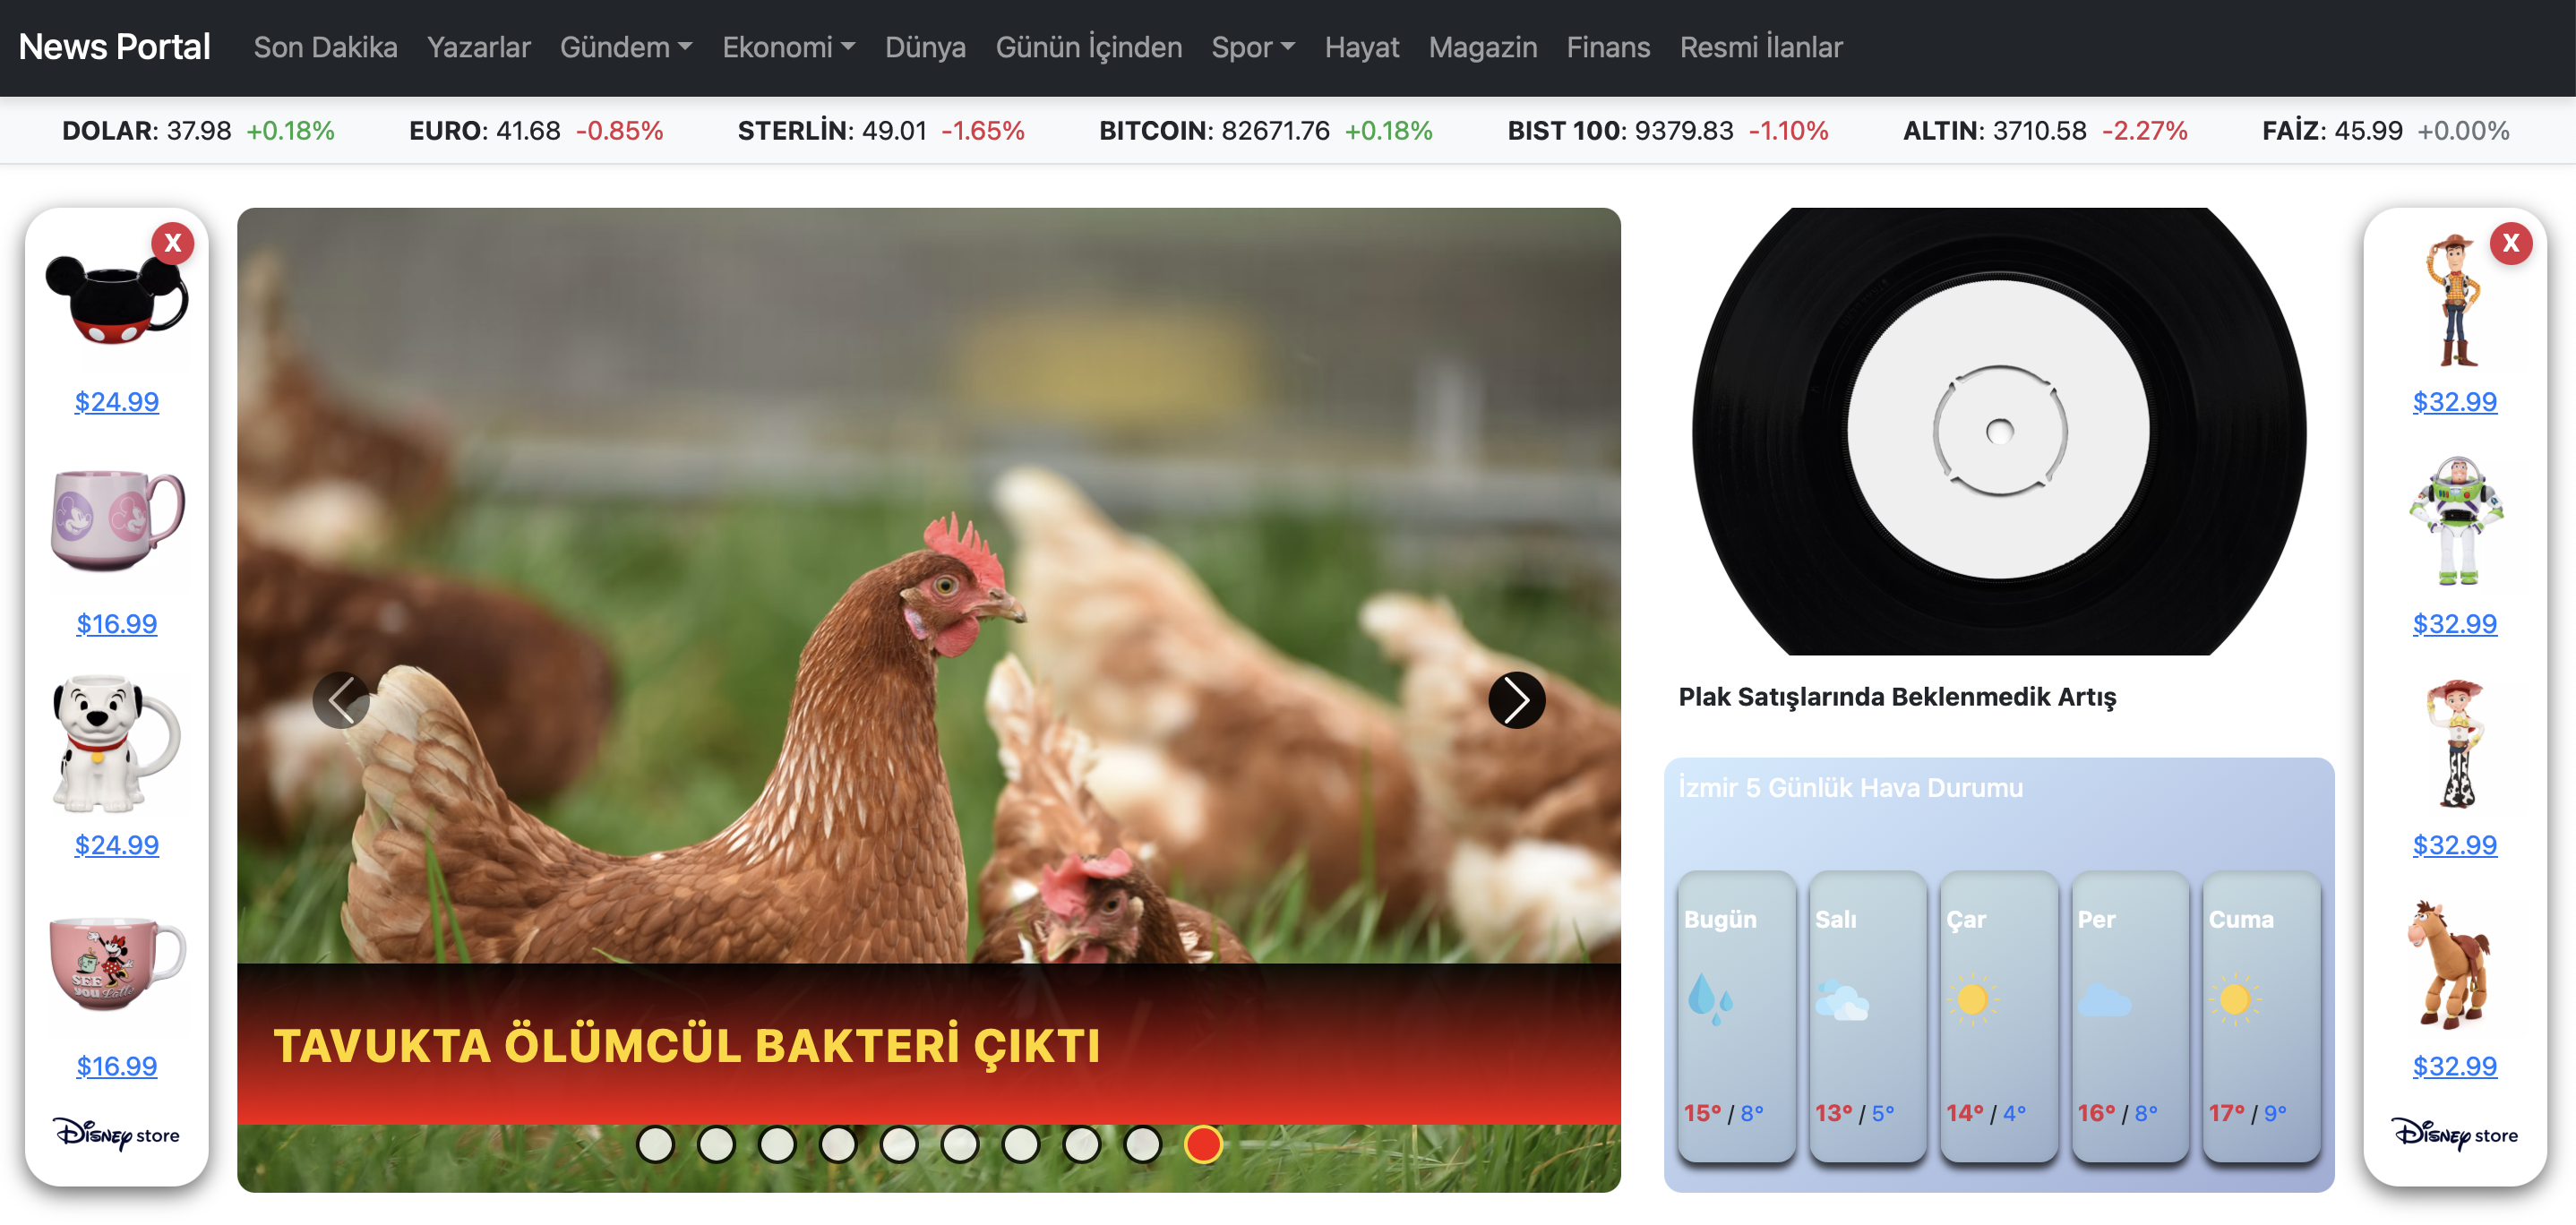 News Portal Son Dakika Yazarlar Gündem Ekonomi Dünya Günün İçinden Spor Hayat Magazin Finans Resmi İlanlar
DOLAR: 37.98 +0.18% EURO: 41.68 -0.85% STERLİN: 49.01 -1.65% BITCOIN: 82671.76 +0.18% BIST 100: 9379.83 -1.10% ALTIN: 3710.58 -2.27% FAİZ: 45.99 +0.00%
X
$24.99
$16.99
$24.99
SEE
YOU Latte
$16.99
Disney store
TAVUKTA ÖLÜMCÜL BAKTERİ ÇIKTI
Plak Satışlarında Beklenmedik Artış
İzmir 5 Günlük Hava Durumu
Bugün Salı Çar Per Cuma
15° / 8° 13° / 5° 14° / 4° 16° / 8° 17° / 9°
X
$32.99
$32.99
$32.99
$32.99
Disney store